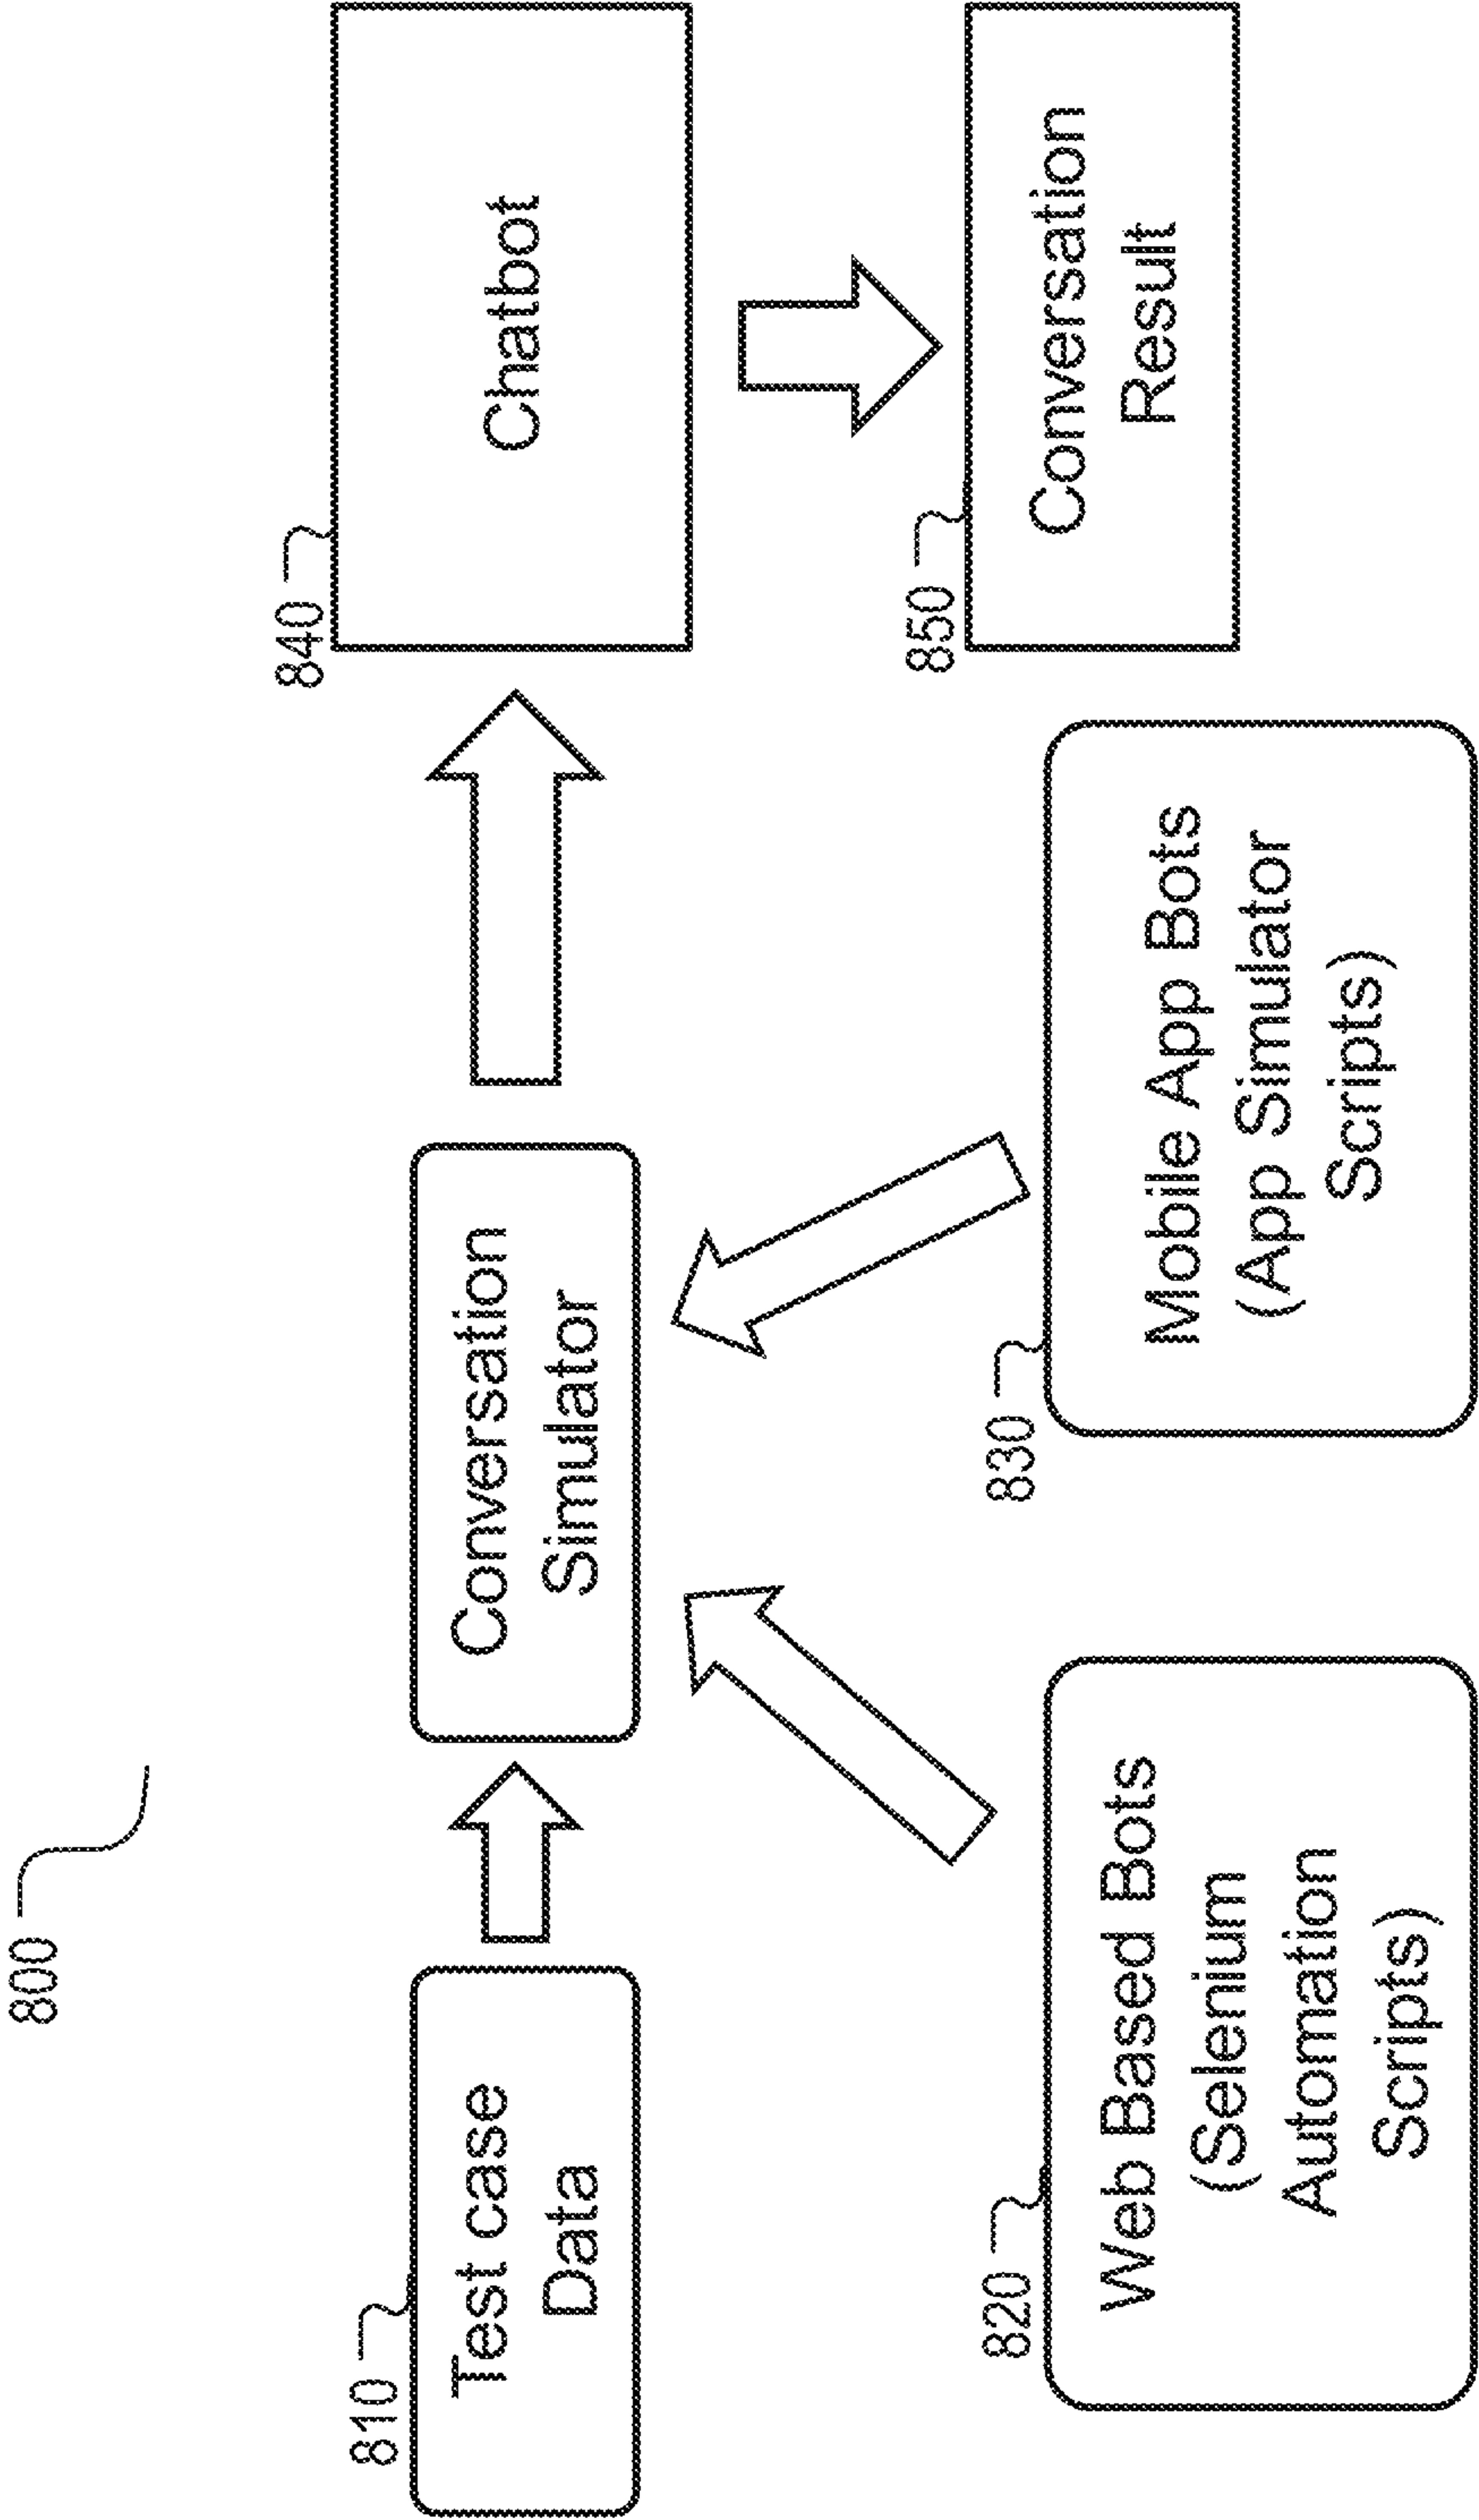 800
810
Test case
Data
Conversation
Simulator
840
Chatbot
820
Web Based Bots
(Selenium
Automation
Scripts)
830
Mobile App Bots
(App Simulator
Scripts)
850
Conversation
Result